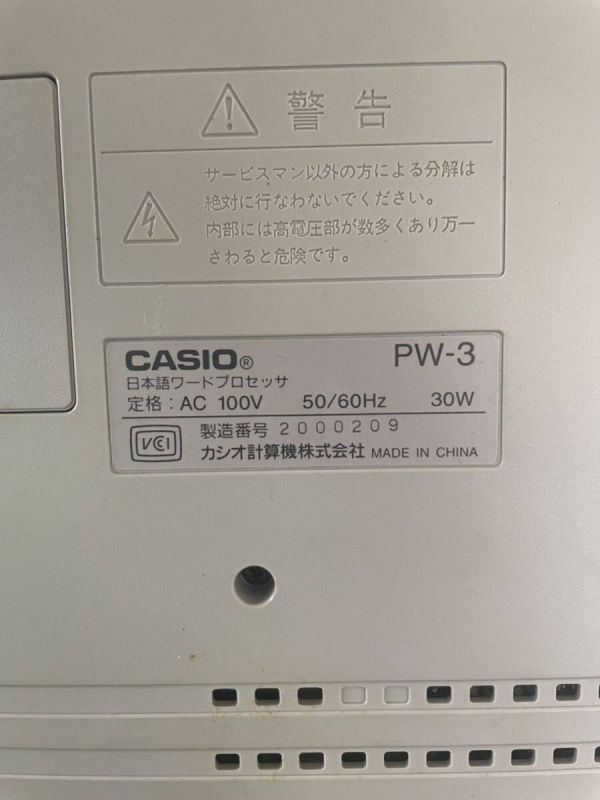 警告
サービスマン以外の方による分解は
絶対に行なわないでください。
内部には高電圧部が数多くあり万一
さわると危険です。
CASIO® PW-3
日本語ワードプロセッサ
定格：AC 100V 50/60Hz 30W
VCI 製造番号 2000209
カシオ計算機株式会社 MADE IN CHINA